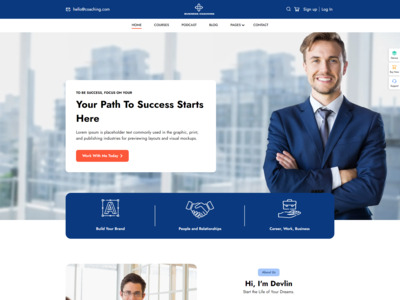 hello@coaching.com
BUSINESS COACHING
Sign up | Log in
HOME COURSES PODCAST BLOG PAGES CONTACT
TO BE SUCCESS, FOCUS ON YOUR
Your Path To Success Starts
Here
Lorem ipsum is placeholder text commonly used in the graphic, print,
and publishing industries for previewing layouts and visual mockups.
Work With Me Today
Build Your Brand
People and Relationships
Career, Work, Business
About Us
Hi, I'm Devlin
Start the Life of Your Dreams.